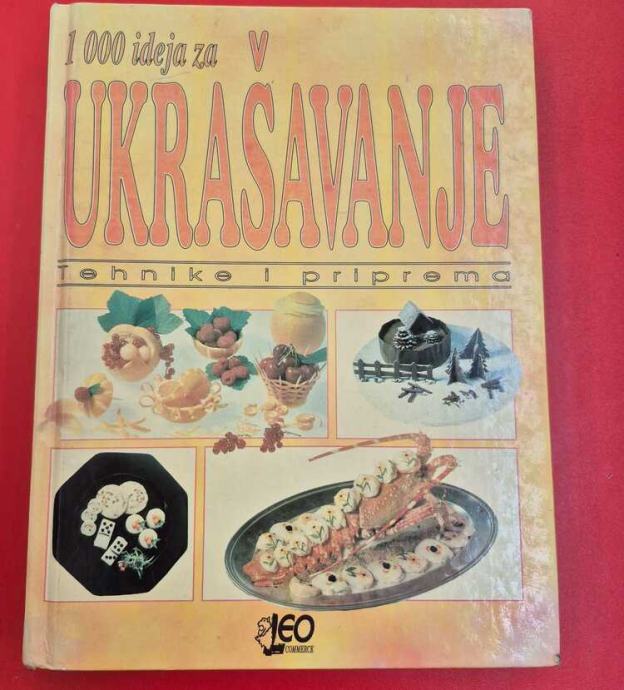 1 000 ideja za
UKRAŠAVANJE
Tehnike i priprema
LEO
COMMERCE